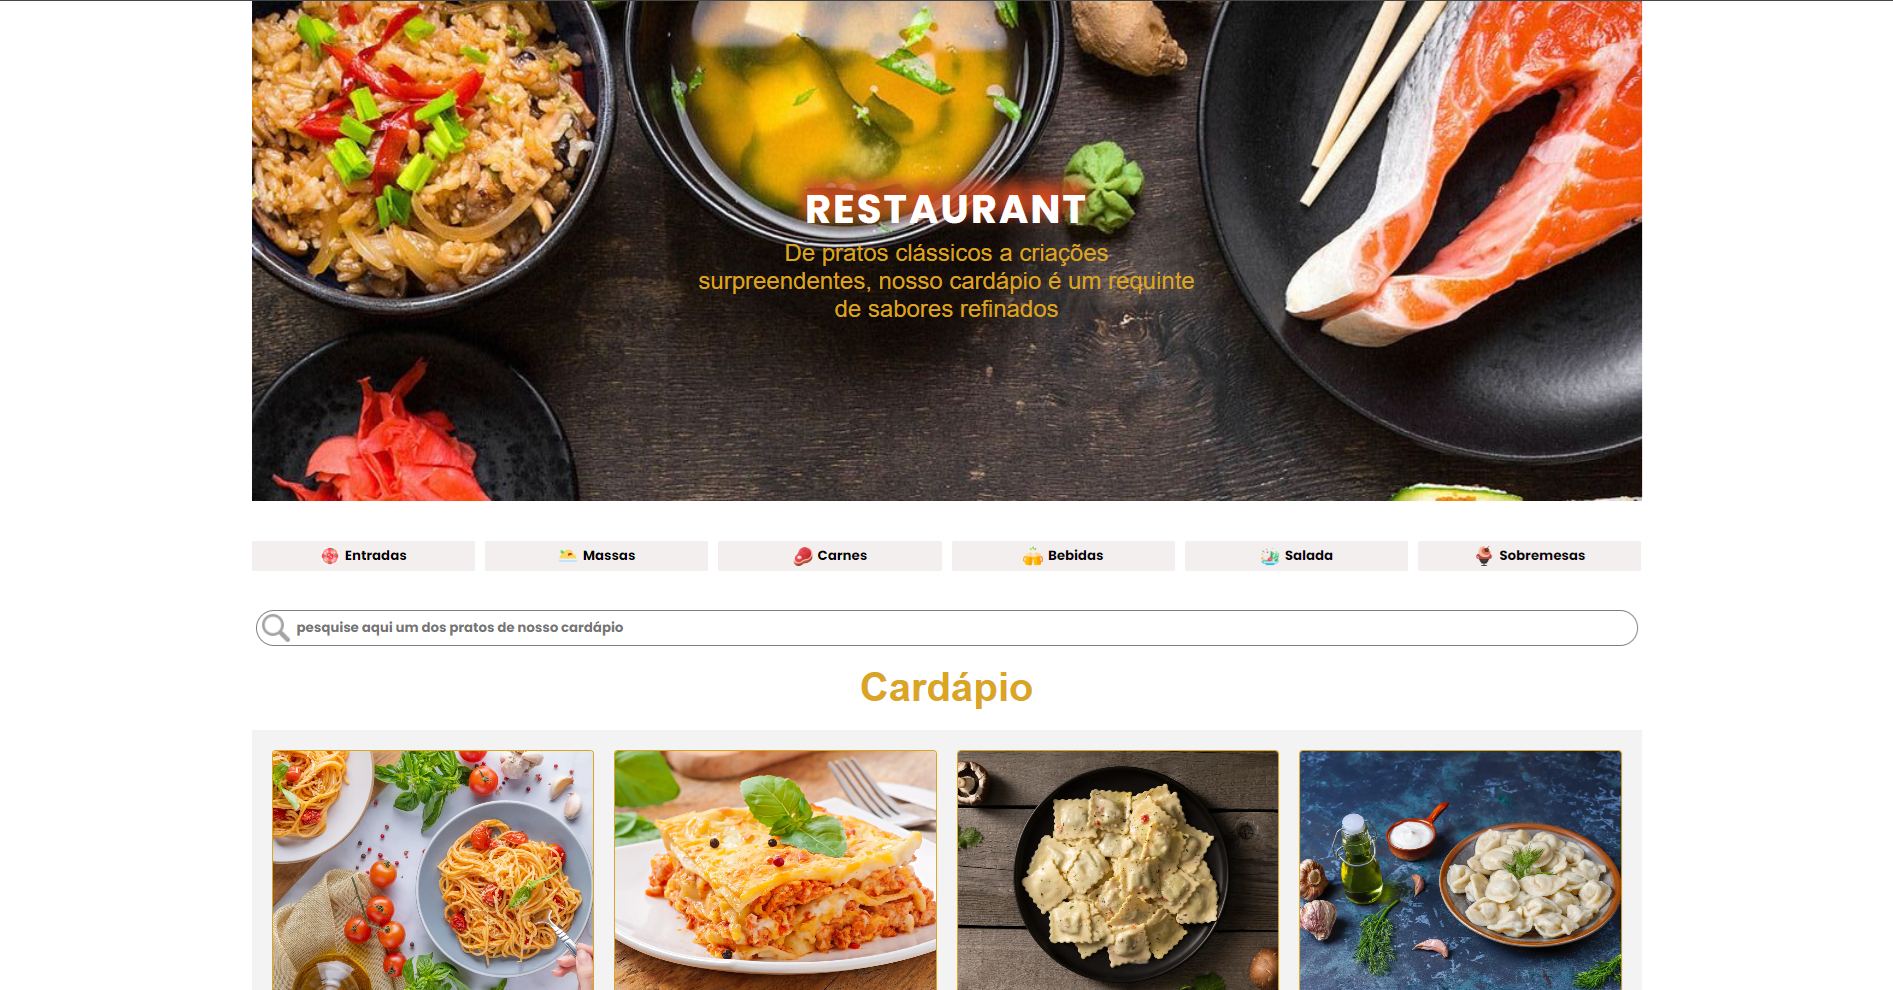 RESTAURANT
De pratos clássicos a criações
surpreendentes, nosso cardápio é um requinte
de sabores refinados
Entradas
Massas
Carnes
Bebidas
Salada
Sobremesas
pesquise aqui um dos pratos de nosso cardápio
Cardápio